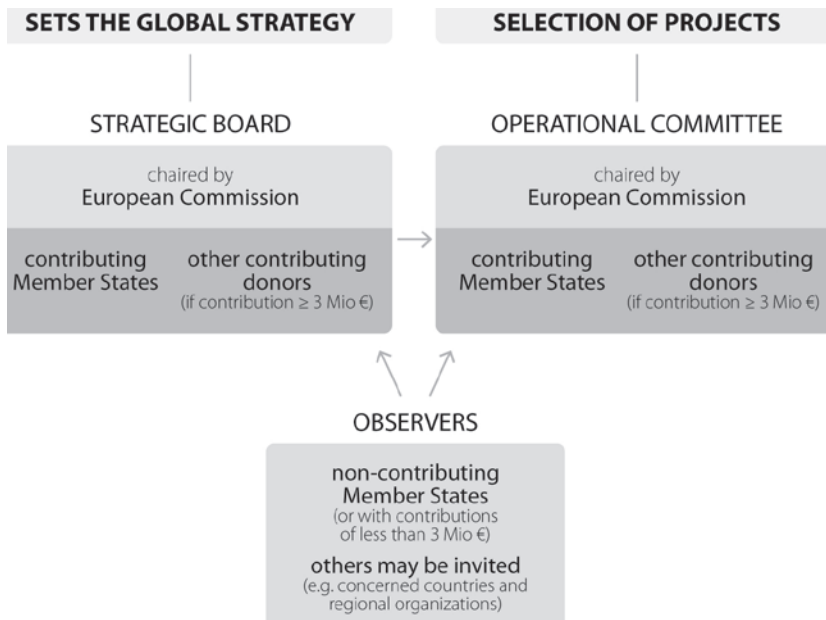 SETS THE GLOBAL STRATEGY
STRATEGIC BOARD
chaired by
European Commission
contributing
Member States
other contributing
donors
(if contribution ≥ 3 Mio €)
SELECTION OF PROJECTS
OPERATIONAL COMMITTEE
chaired by
European Commission
contributing
Member States
other contributing
donors
(if contribution ≥ 3 Mio €)
OBSERVERS
non-contributing
Member States
(or with contributions
of less than 3 Mio €)
others may be invited
(e.g. concerned countries and
regional organizations)